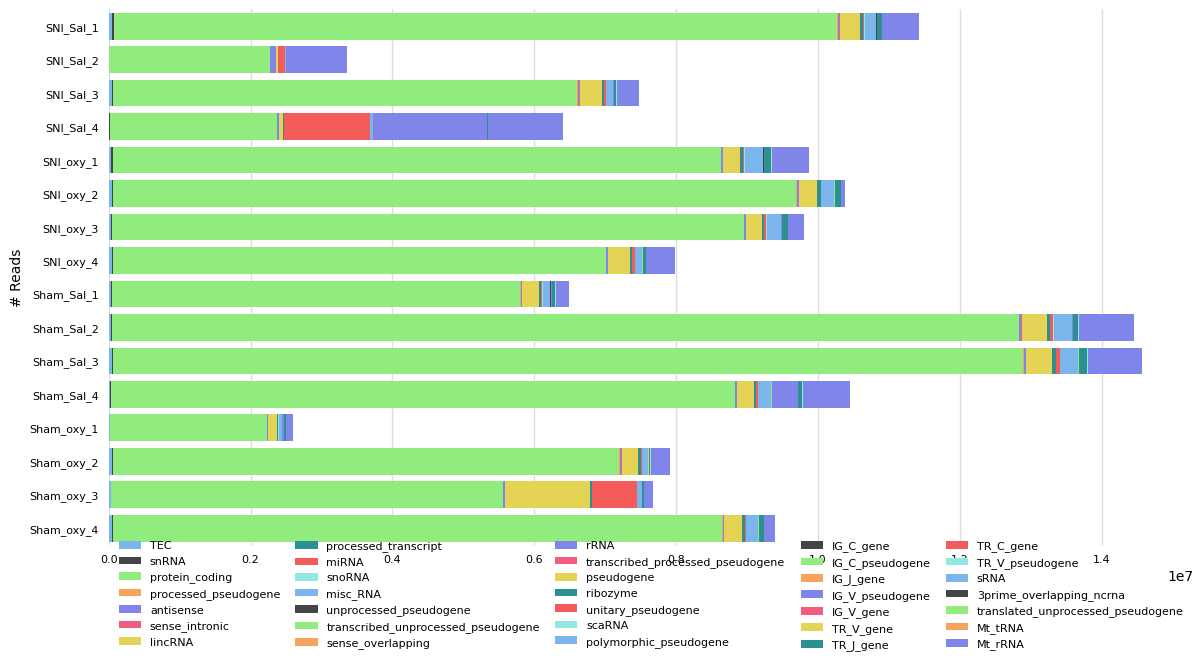 SNI_Sal_1
SNI_Sal_2
SNI_Sal_3
SNI_Sal_4
SNI_oxy_1
SNI_oxy_2
SNI_oxy_3
SNI_oxy_4
Sham_Sal_1
Sham_Sal_2
Sham_Sal_3
Sham_Sal_4
Sham_oxy_1
Sham_oxy_2
Sham_oxy_3
Sham_oxy_4
# Reads
0.0 0.2 0.4 0.6 0.8 1.0 1.2 1.4
1e7
TEC
snRNA
protein_coding
processed_pseudogene
antisense
sense_intronic
lincRNA
processed_transcript
miRNA
snoRNA
misc_RNA
unprocessed_pseudogene
transcribed_unprocessed_pseudogene
sense_overlapping
rRNA
transcribed_processed_pseudogene
pseudogene
ribozyme
unitary_pseudogene
scaRNA
polymorphic_pseudogene
IG_C_gene
IG_C_pseudogene
IG_J_gene
IG_V_pseudogene
IG_V_gene
TR_V_gene
TR_J_gene
TR_C_gene
TR_V_pseudogene
sRNA
3prime_overlapping_ncrna
translated_unprocessed_pseudogene
Mt_tRNA
Mt_rRNA